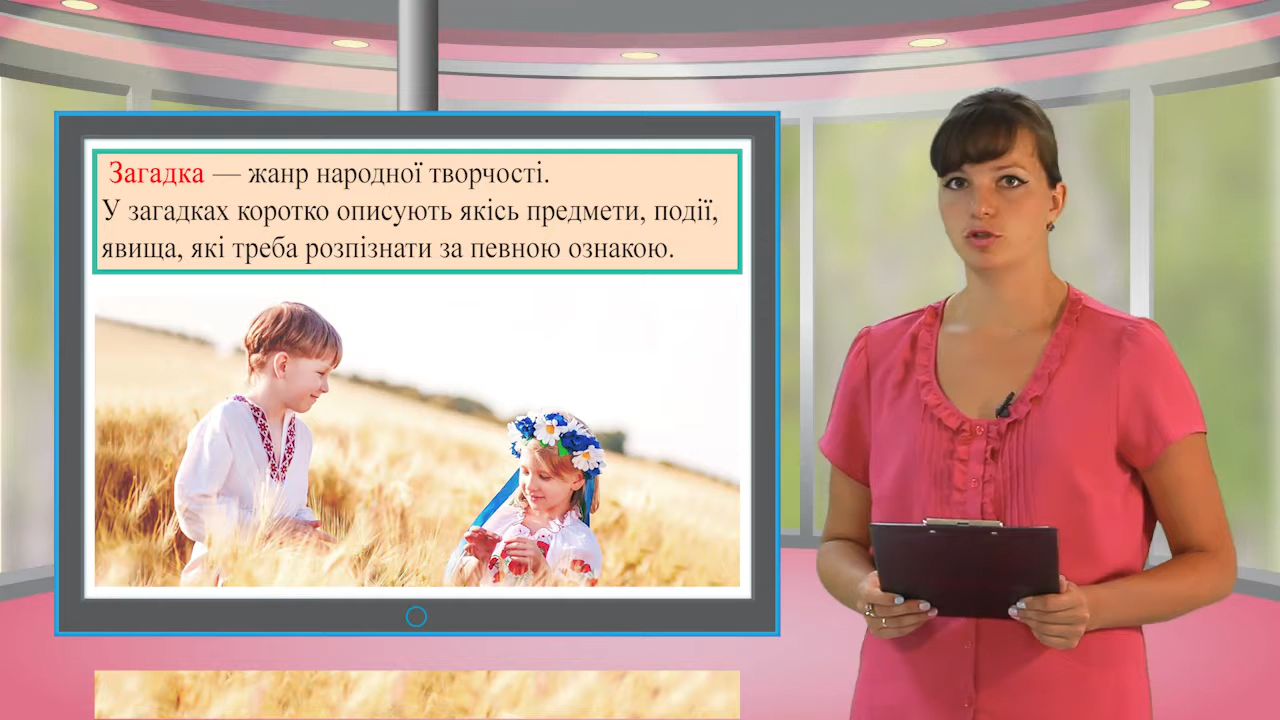 Загадка — жанр народної творчості.
У загадках коротко описують якісь предмети, події,
явища, які треба розпізнати за певною ознакою.